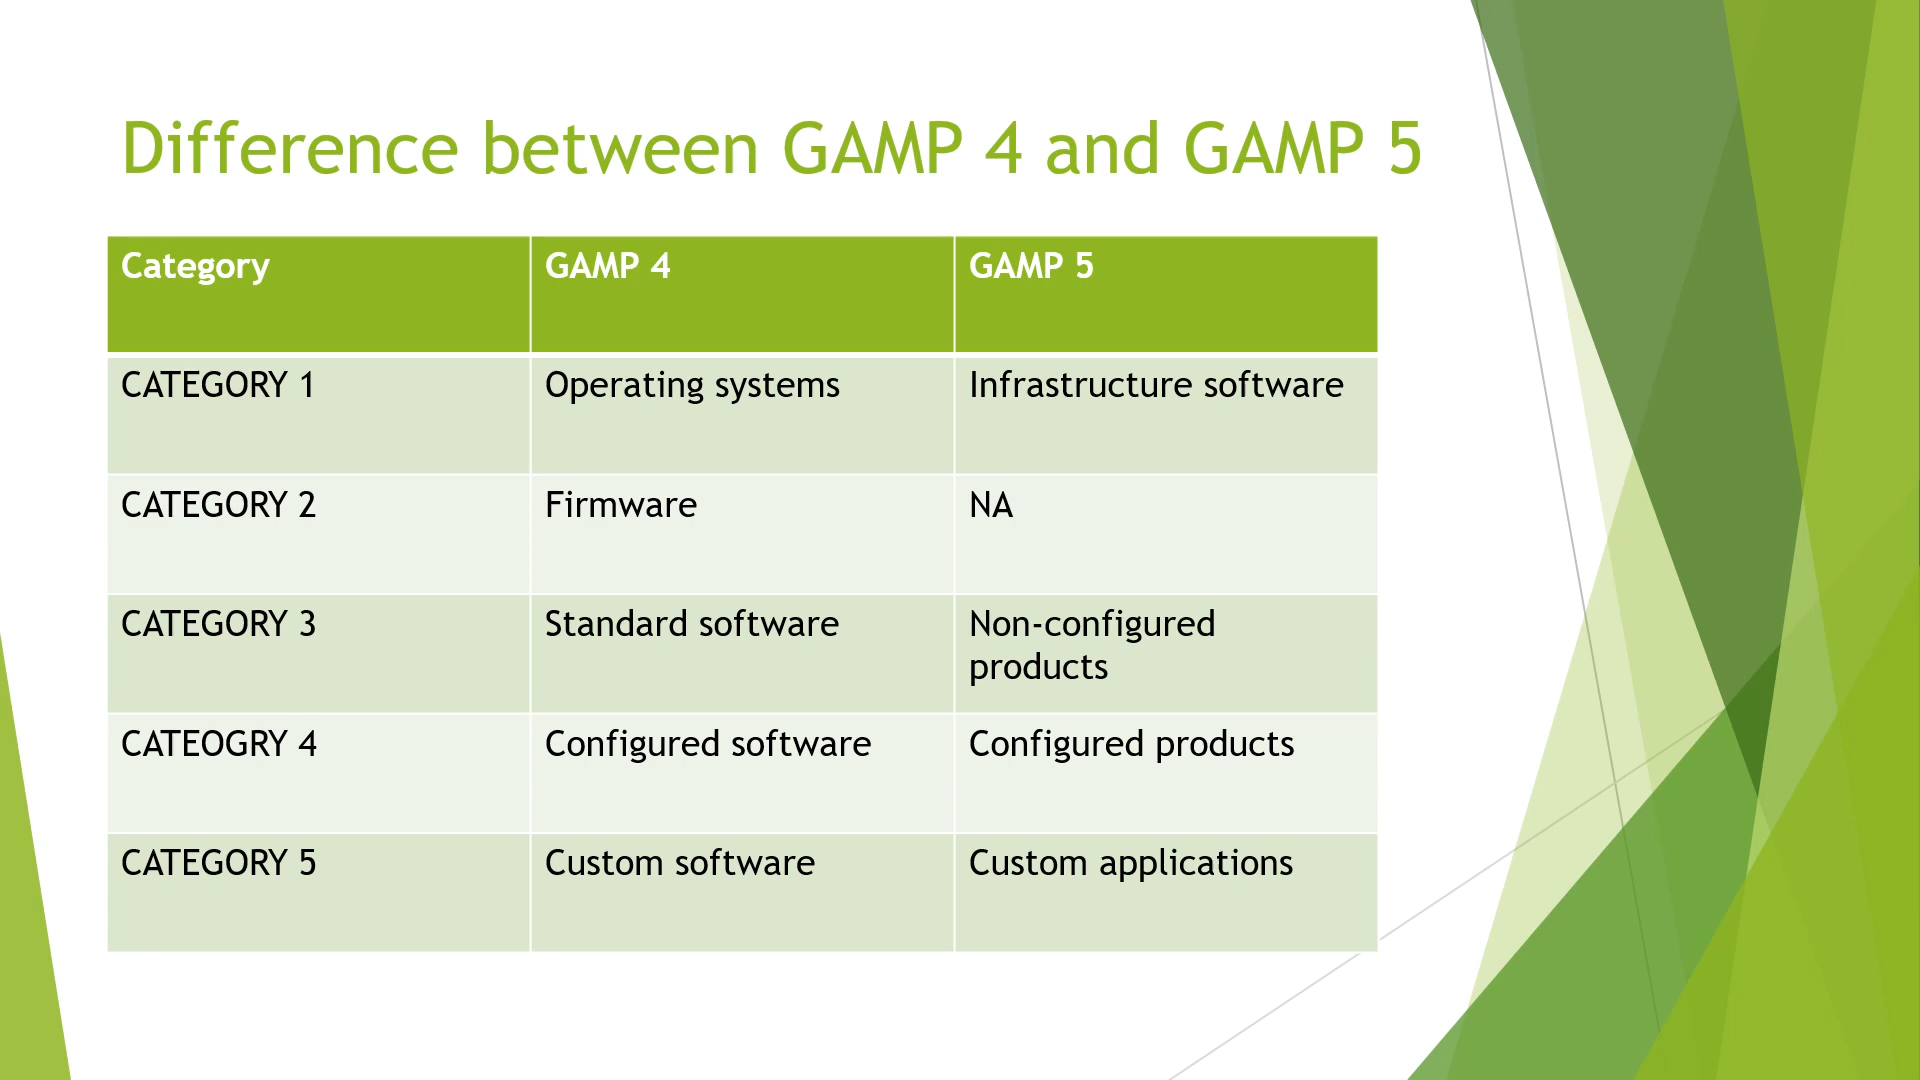 Difference between GAMP 4 and GAMP 5
Category GAMP 4 GAMP 5
CATEGORY 1 Operating systems Infrastructure software
CATEGORY 2 Firmware NA
CATEGORY 3 Standard software Non-configured
products
CATEOGRY 4 Configured software Configured products
CATEGORY 5 Custom software Custom applications